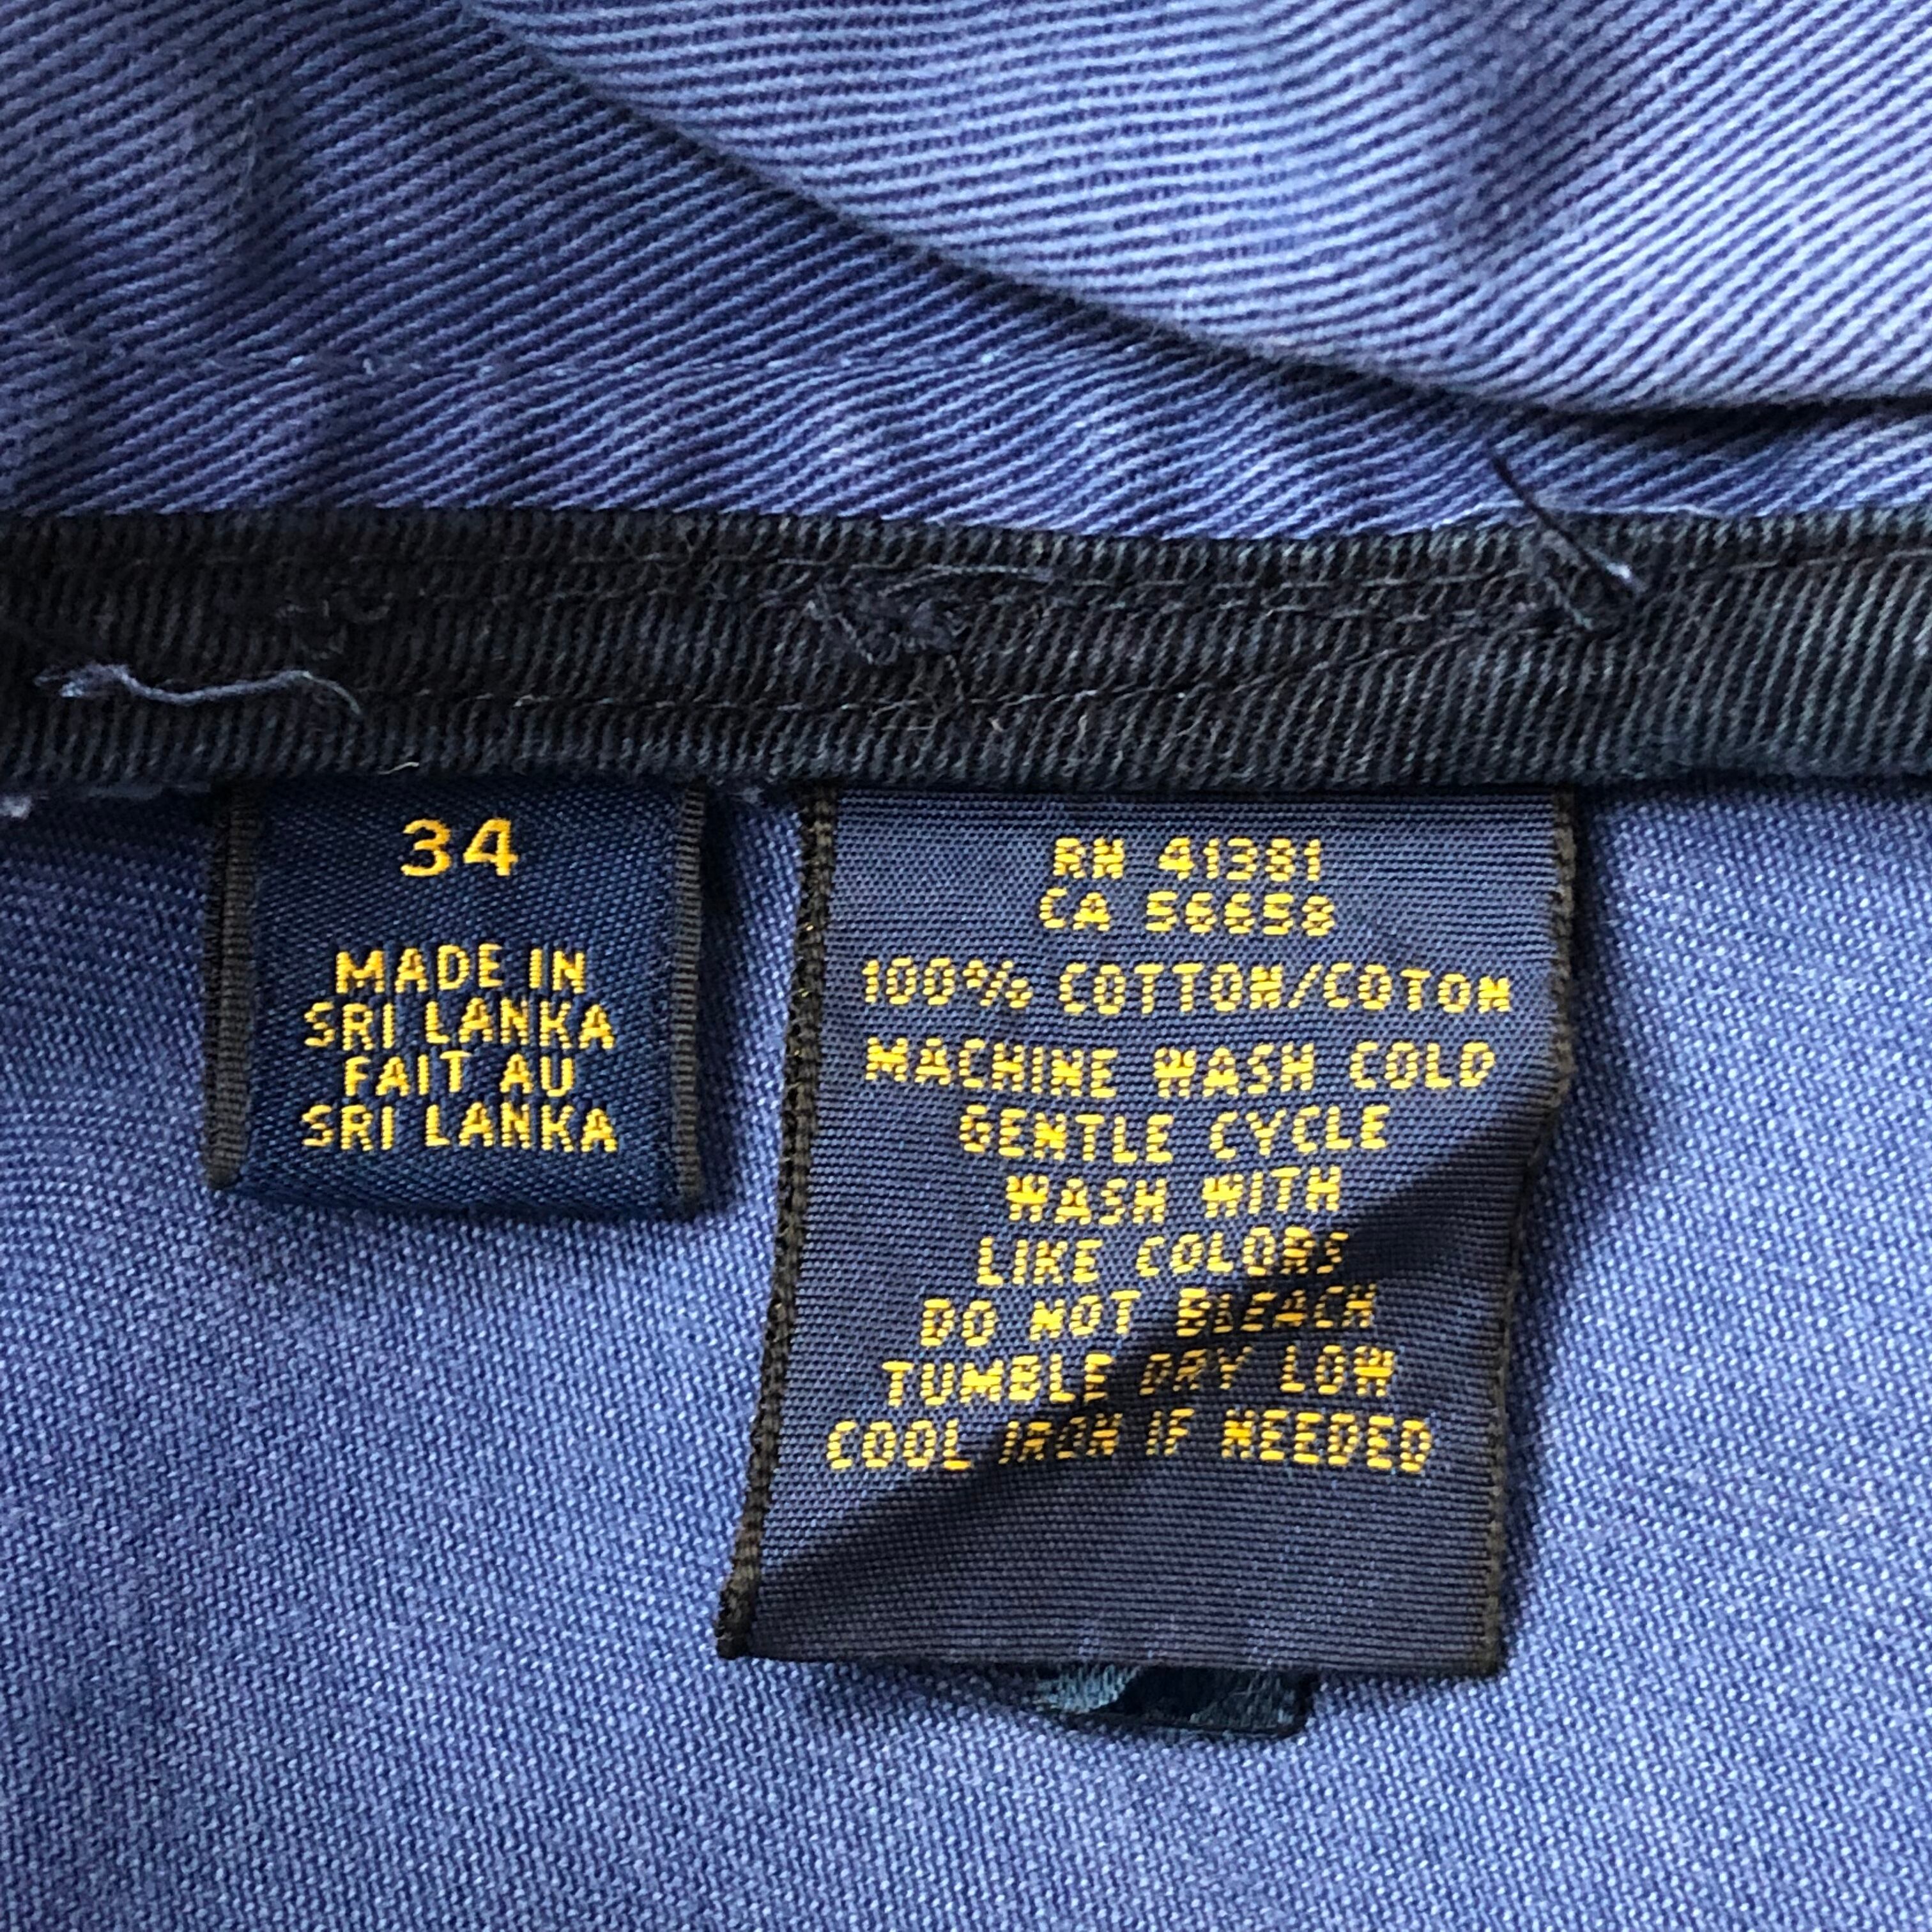 34
MADE IN
SRI LANKA
FAIT AU
SRI LANKA
RN 41381
CA 56658
100% COTTON/COTON
MACHINE WASH COLD
GENTLE CYCLE
WASH WITH
LIKE COLORS
DO NOT BLEACH
TUMBLE DRY LOW
COOL IRON IF NEEDED